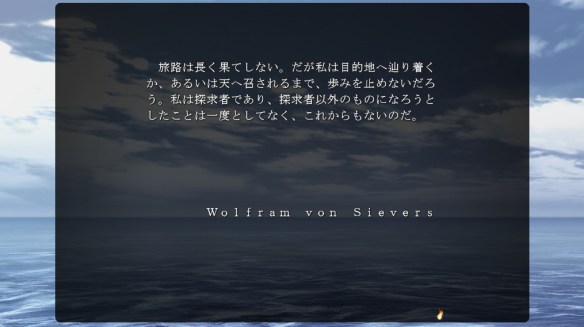 旅路は長く果てしない。だが私は目的地へ辿り着く
か、あるいは天へ召されるまで、歩みを止めないだろ
う。私は探求者であり、探求者以外のものになろうと
したことは一度としてなく、これからもないのだ。
Wolfram von Sievers